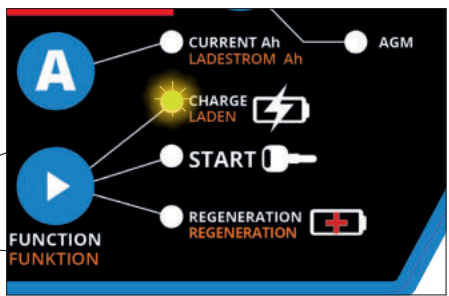 A
CURRENT Ah
LADESTROM Ah
AGM
CHARGE
LADEN
START
REGENERATION
REGENERATION
FUNCTION
FUNKTION